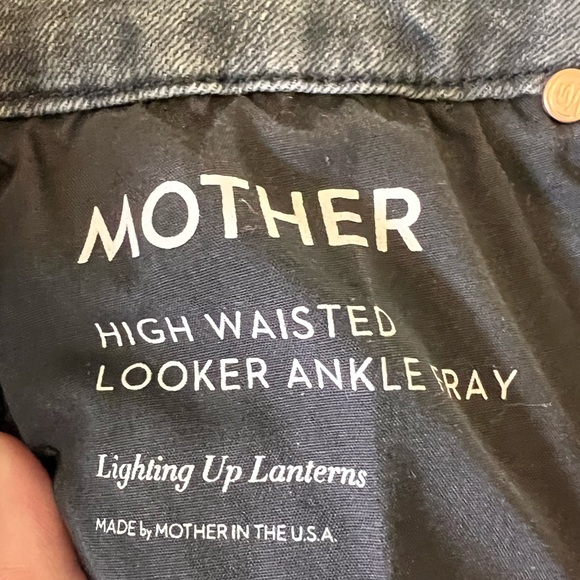 MOTHER
HIGH WAISTED
LOOKER ANKLE FRAY
Lighting Up Lanterns
MADE by MOTHER IN THE U.S.A.